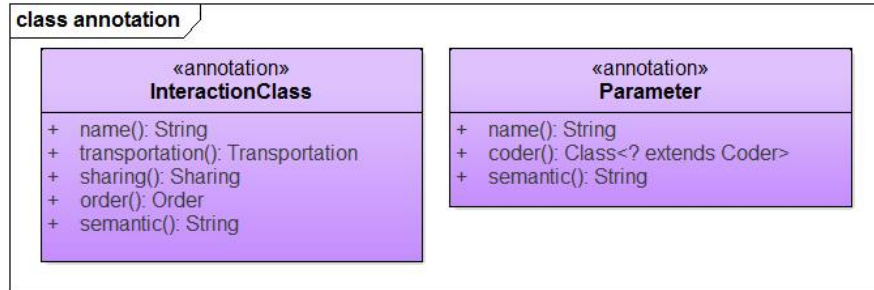 class annotation
«annotation»
InteractionClass
+ name(): String
+ transportation(): Transportation
+ sharing(): Sharing
+ order(): Order
+ semantic(): String
«annotation»
Parameter
+ name(): String
+ coder(): Class<? extends Coder>
+ semantic(): String